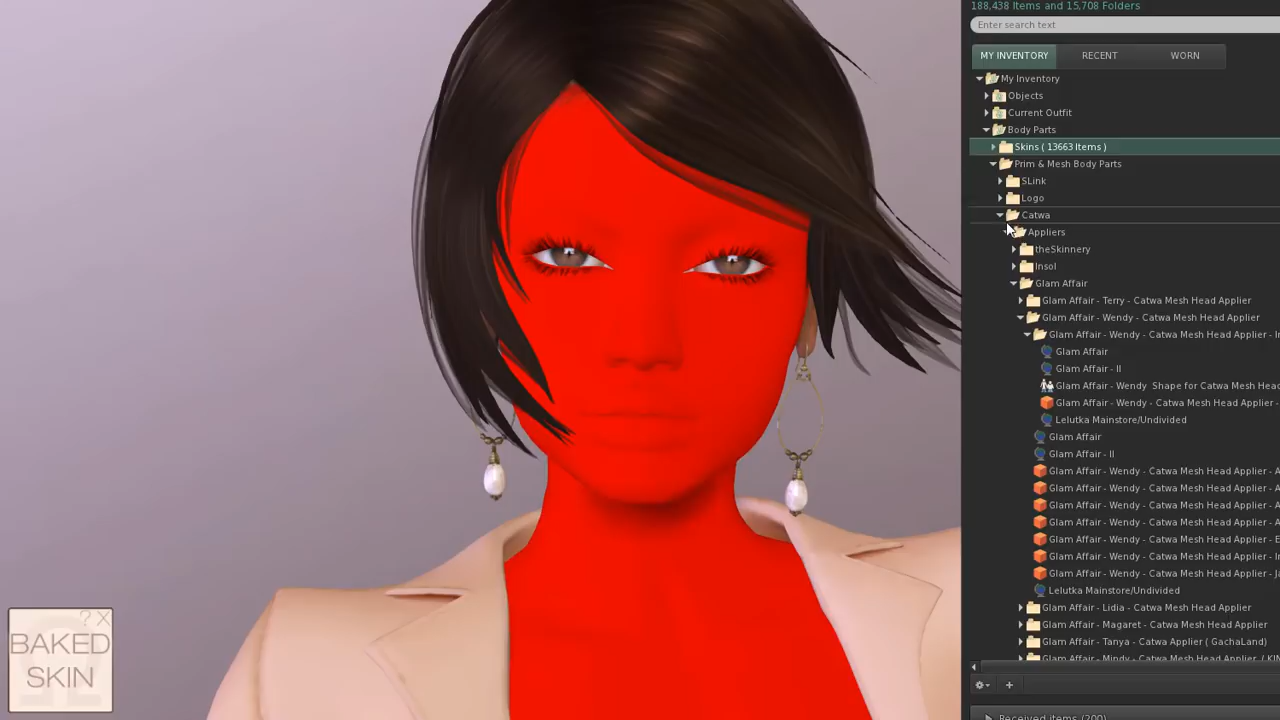 188,438 Items and 15,708 Folders
Enter search text
MY INVENTORY RECENT WORN
My Inventory
Objects
Current Outfit
Body Parts
Skins ( 13663 Items )
Prim & Mesh Body Parts
SLink
Logo
Catwa
Appliers
theSkinnery
Insol
Glam Affair
Glam Affair - Terry - Catwa Mesh Head Applier
Glam Affair - Wendy - Catwa Mesh Head Applier
Glam Affair - Wendy - Catwa Mesh Head Applier - I
Glam Affair
Glam Affair - II
Glam Affair - Wendy Shape for Catwa Mesh Head
Glam Affair - Wendy - Catwa Mesh Head Applier -
Lelutka Mainstore/Undivided
Glam Affair
Glam Affair - II
Glam Affair - Wendy - Catwa Mesh Head Applier - A
Glam Affair - Wendy - Catwa Mesh Head Applier - A
Glam Affair - Wendy - Catwa Mesh Head Applier - A
Glam Affair - Wendy - Catwa Mesh Head Applier - A
Glam Affair - Wendy - Catwa Mesh Head Applier - E
Glam Affair - Wendy - Catwa Mesh Head Applier - I
Glam Affair - Wendy - Catwa Mesh Head Applier - J
Lelutka Mainstore/Undivided
Glam Affair - Lidia - Catwa Mesh Head Applier
Glam Affair - Magaret - Catwa Mesh Head Applier
Glam Affair - Tanya - Catwa Applier ( GachaLand)
Glam Affair - Mindy - Catwa Mesh Head Applier
Received items (200)
? X
BAKED
SKIN